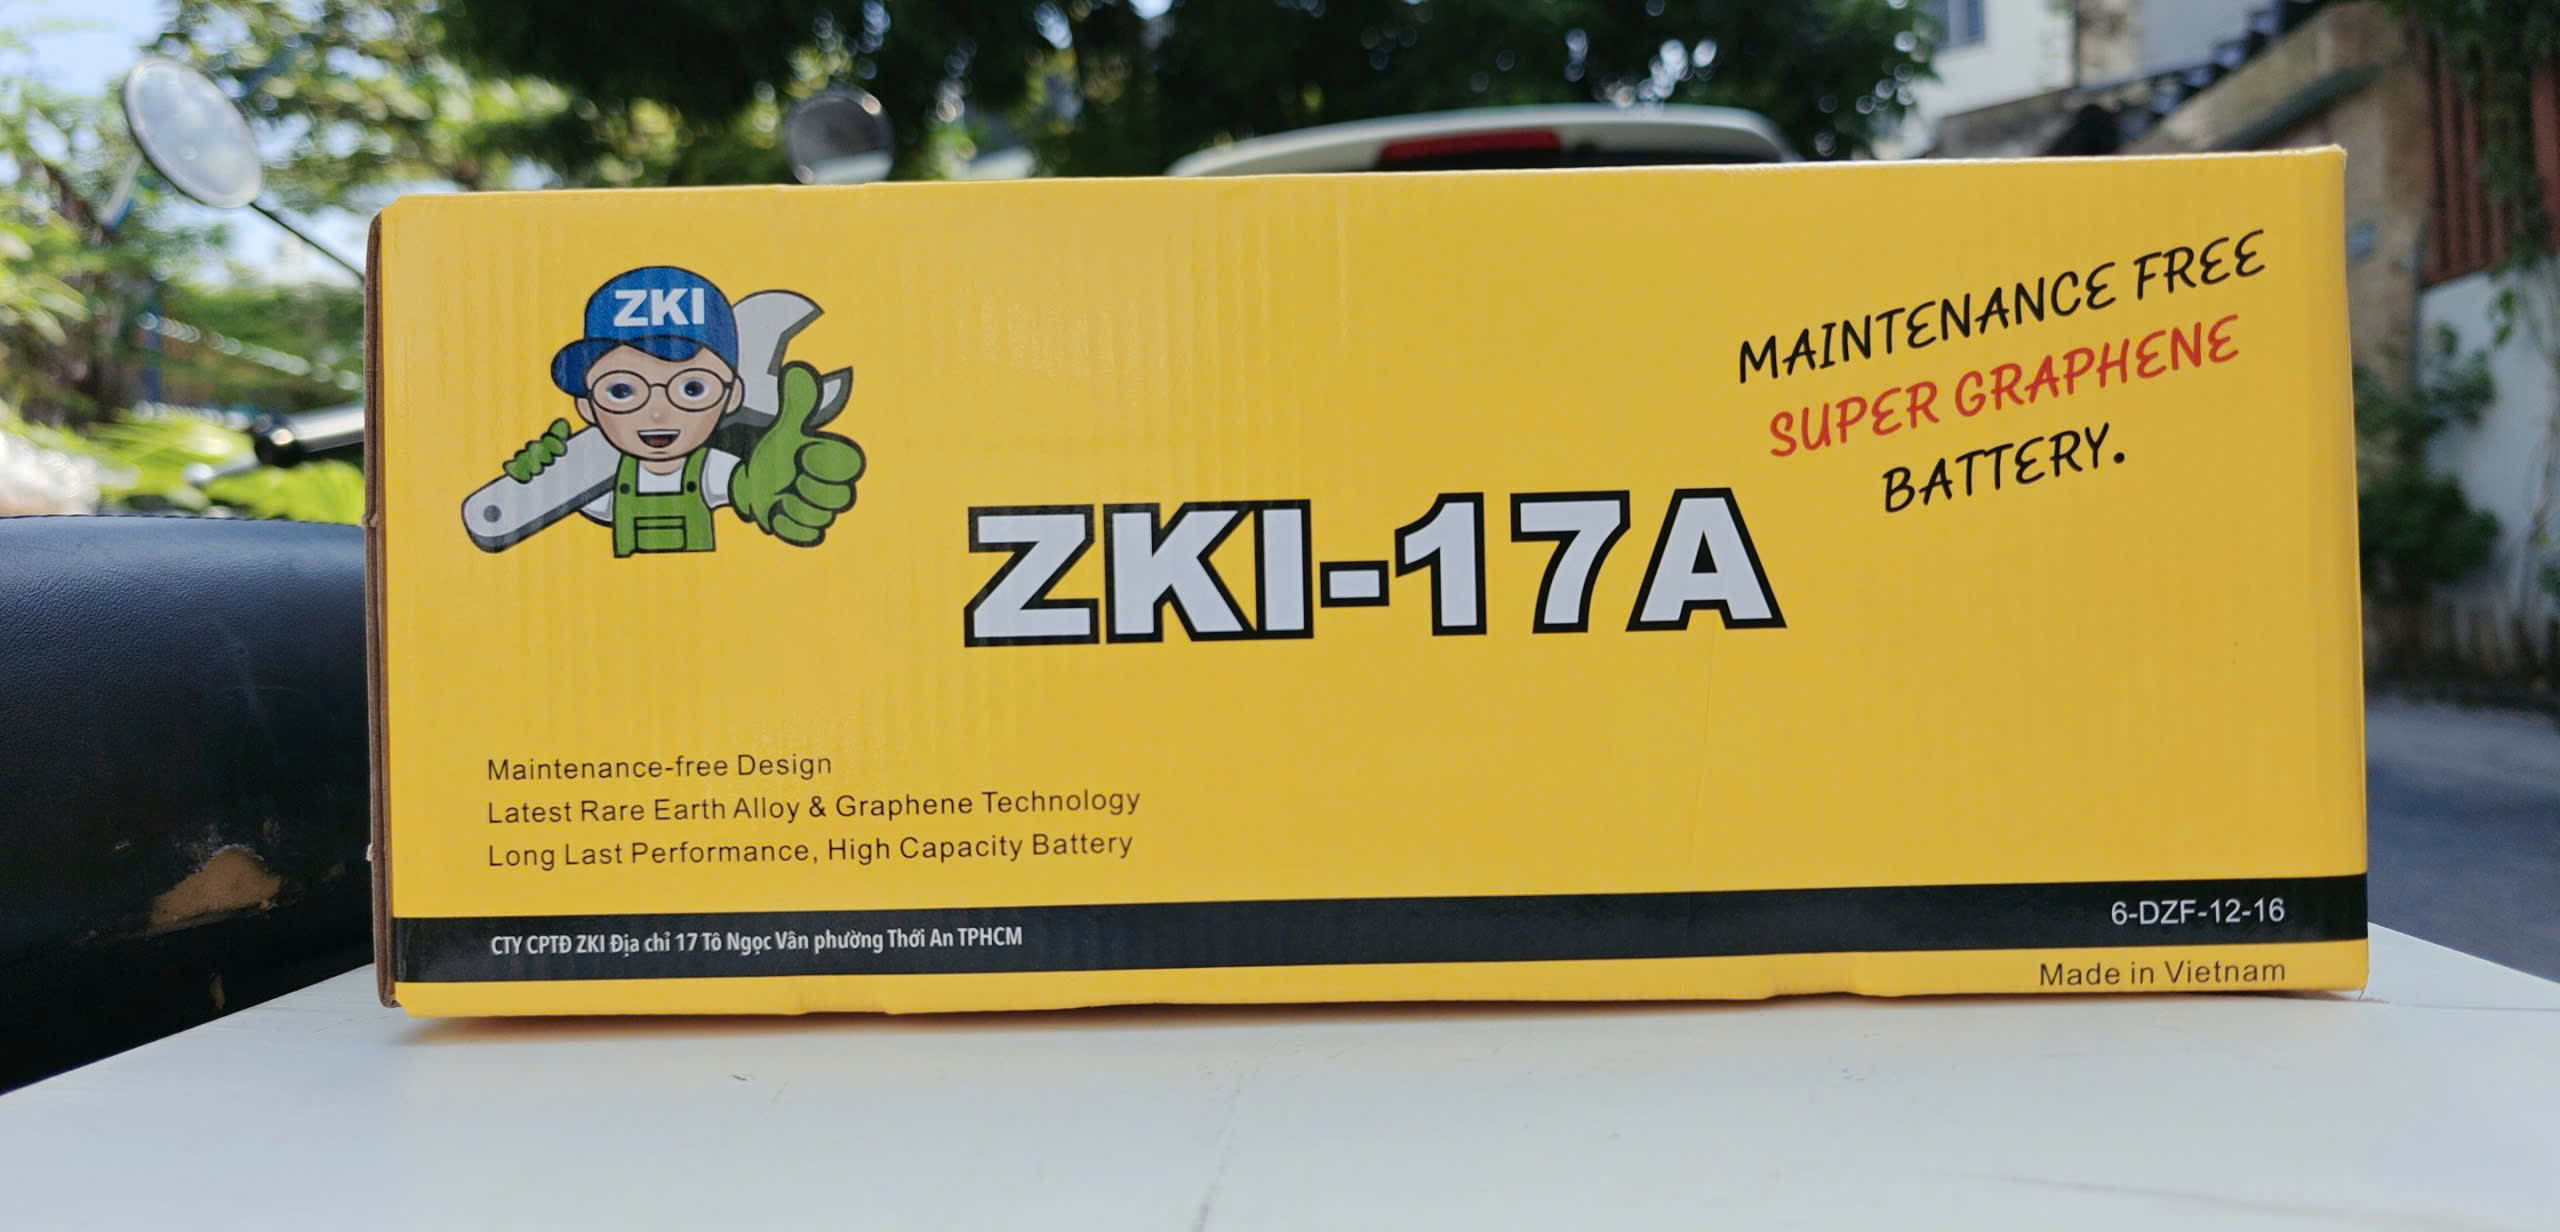 ZKI
MAINTENANCE FREE
SUPER GRAPHENE
BATTERY.
ZKI-17A
Maintenance-free Design
Latest Rare Earth Alloy & Graphene Technology
Long Last Performance, High Capacity Battery
CTY CPTĐ ZKI Địa chỉ 17 Tô Ngọc Vân phường Thới An TPHCM
6-DZF-12-16
Made in Vietnam